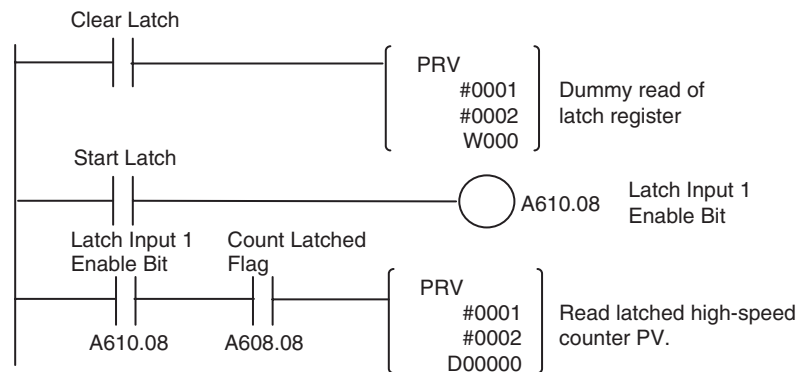 Clear Latch
PRV
#0001
#0002
W000
Dummy read of
latch register
Start Latch
A610.08
Latch Input 1
Enable Bit
Latch Input 1
Enable Bit
Count Latched
Flag
A610.08
A608.08
PRV
#0001
#0002
D00000
Read latched high-speed
counter PV.